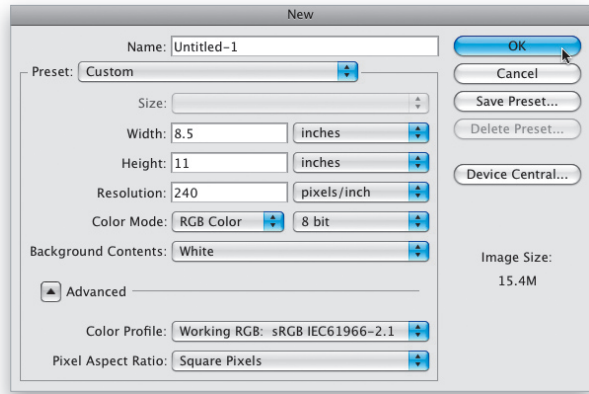 New
Name: Untitled-1
OK
Preset: Custom
Cancel
Size:
Save Preset...
Width: 8.5 inches
Delete Preset...
Height: 11 inches
Resolution: 240 pixels/inch
Device Central...
Color Mode: RGB Color 8 bit
Background Contents: White
Image Size:
15.4M
Advanced
Color Profile: Working RGB: sRGB IEC61966-2.1
Pixel Aspect Ratio: Square Pixels